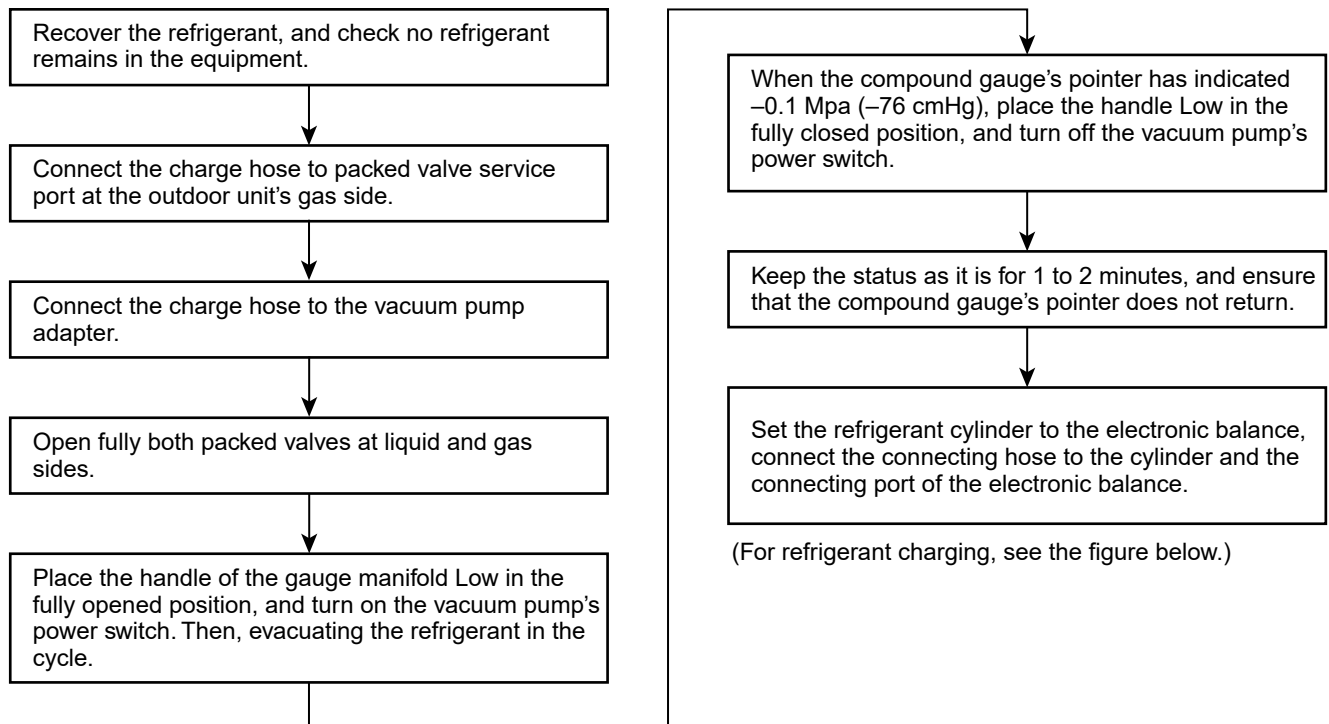 Recover the refrigerant, and check no refrigerant
remains in the equipment.
Connect the charge hose to packed valve service
port at the outdoor unit’s gas side.
Connect the charge hose to the vacuum pump
adapter.
Open fully both packed valves at liquid and gas
sides.
Place the handle of the gauge manifold Low in the
fully opened position, and turn on the vacuum pump’s
power switch. Then, evacuating the refrigerant in the
cycle.
When the compound gauge’s pointer has indicated
–0.1 Mpa (–76 cmHg), place the handle Low in the
fully closed position, and turn off the vacuum pump’s
power switch.
Keep the status as it is for 1 to 2 minutes, and ensure
that the compound gauge’s pointer does not return.
Set the refrigerant cylinder to the electronic balance,
connect the connecting hose to the cylinder and the
connecting port of the electronic balance.
(For refrigerant charging, see the figure below.)